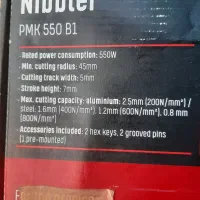 Nibbler
PMK 550 B1
- Rated power consumption: 550W
- Min. cutting radius: 45mm
- Cutting track width: 5mm
- Stroke height: 7mm
- Max. cutting capacity: aluminium: 2.5mm (200N/mm²) /
steel: 1.6mm (400N/mm²), 1.2mm (600N/mm²), 0.8 mm
(800N/mm²)
- Accessories included: 2 hex keys, 2 grooved pins
(1 pre-mounted)